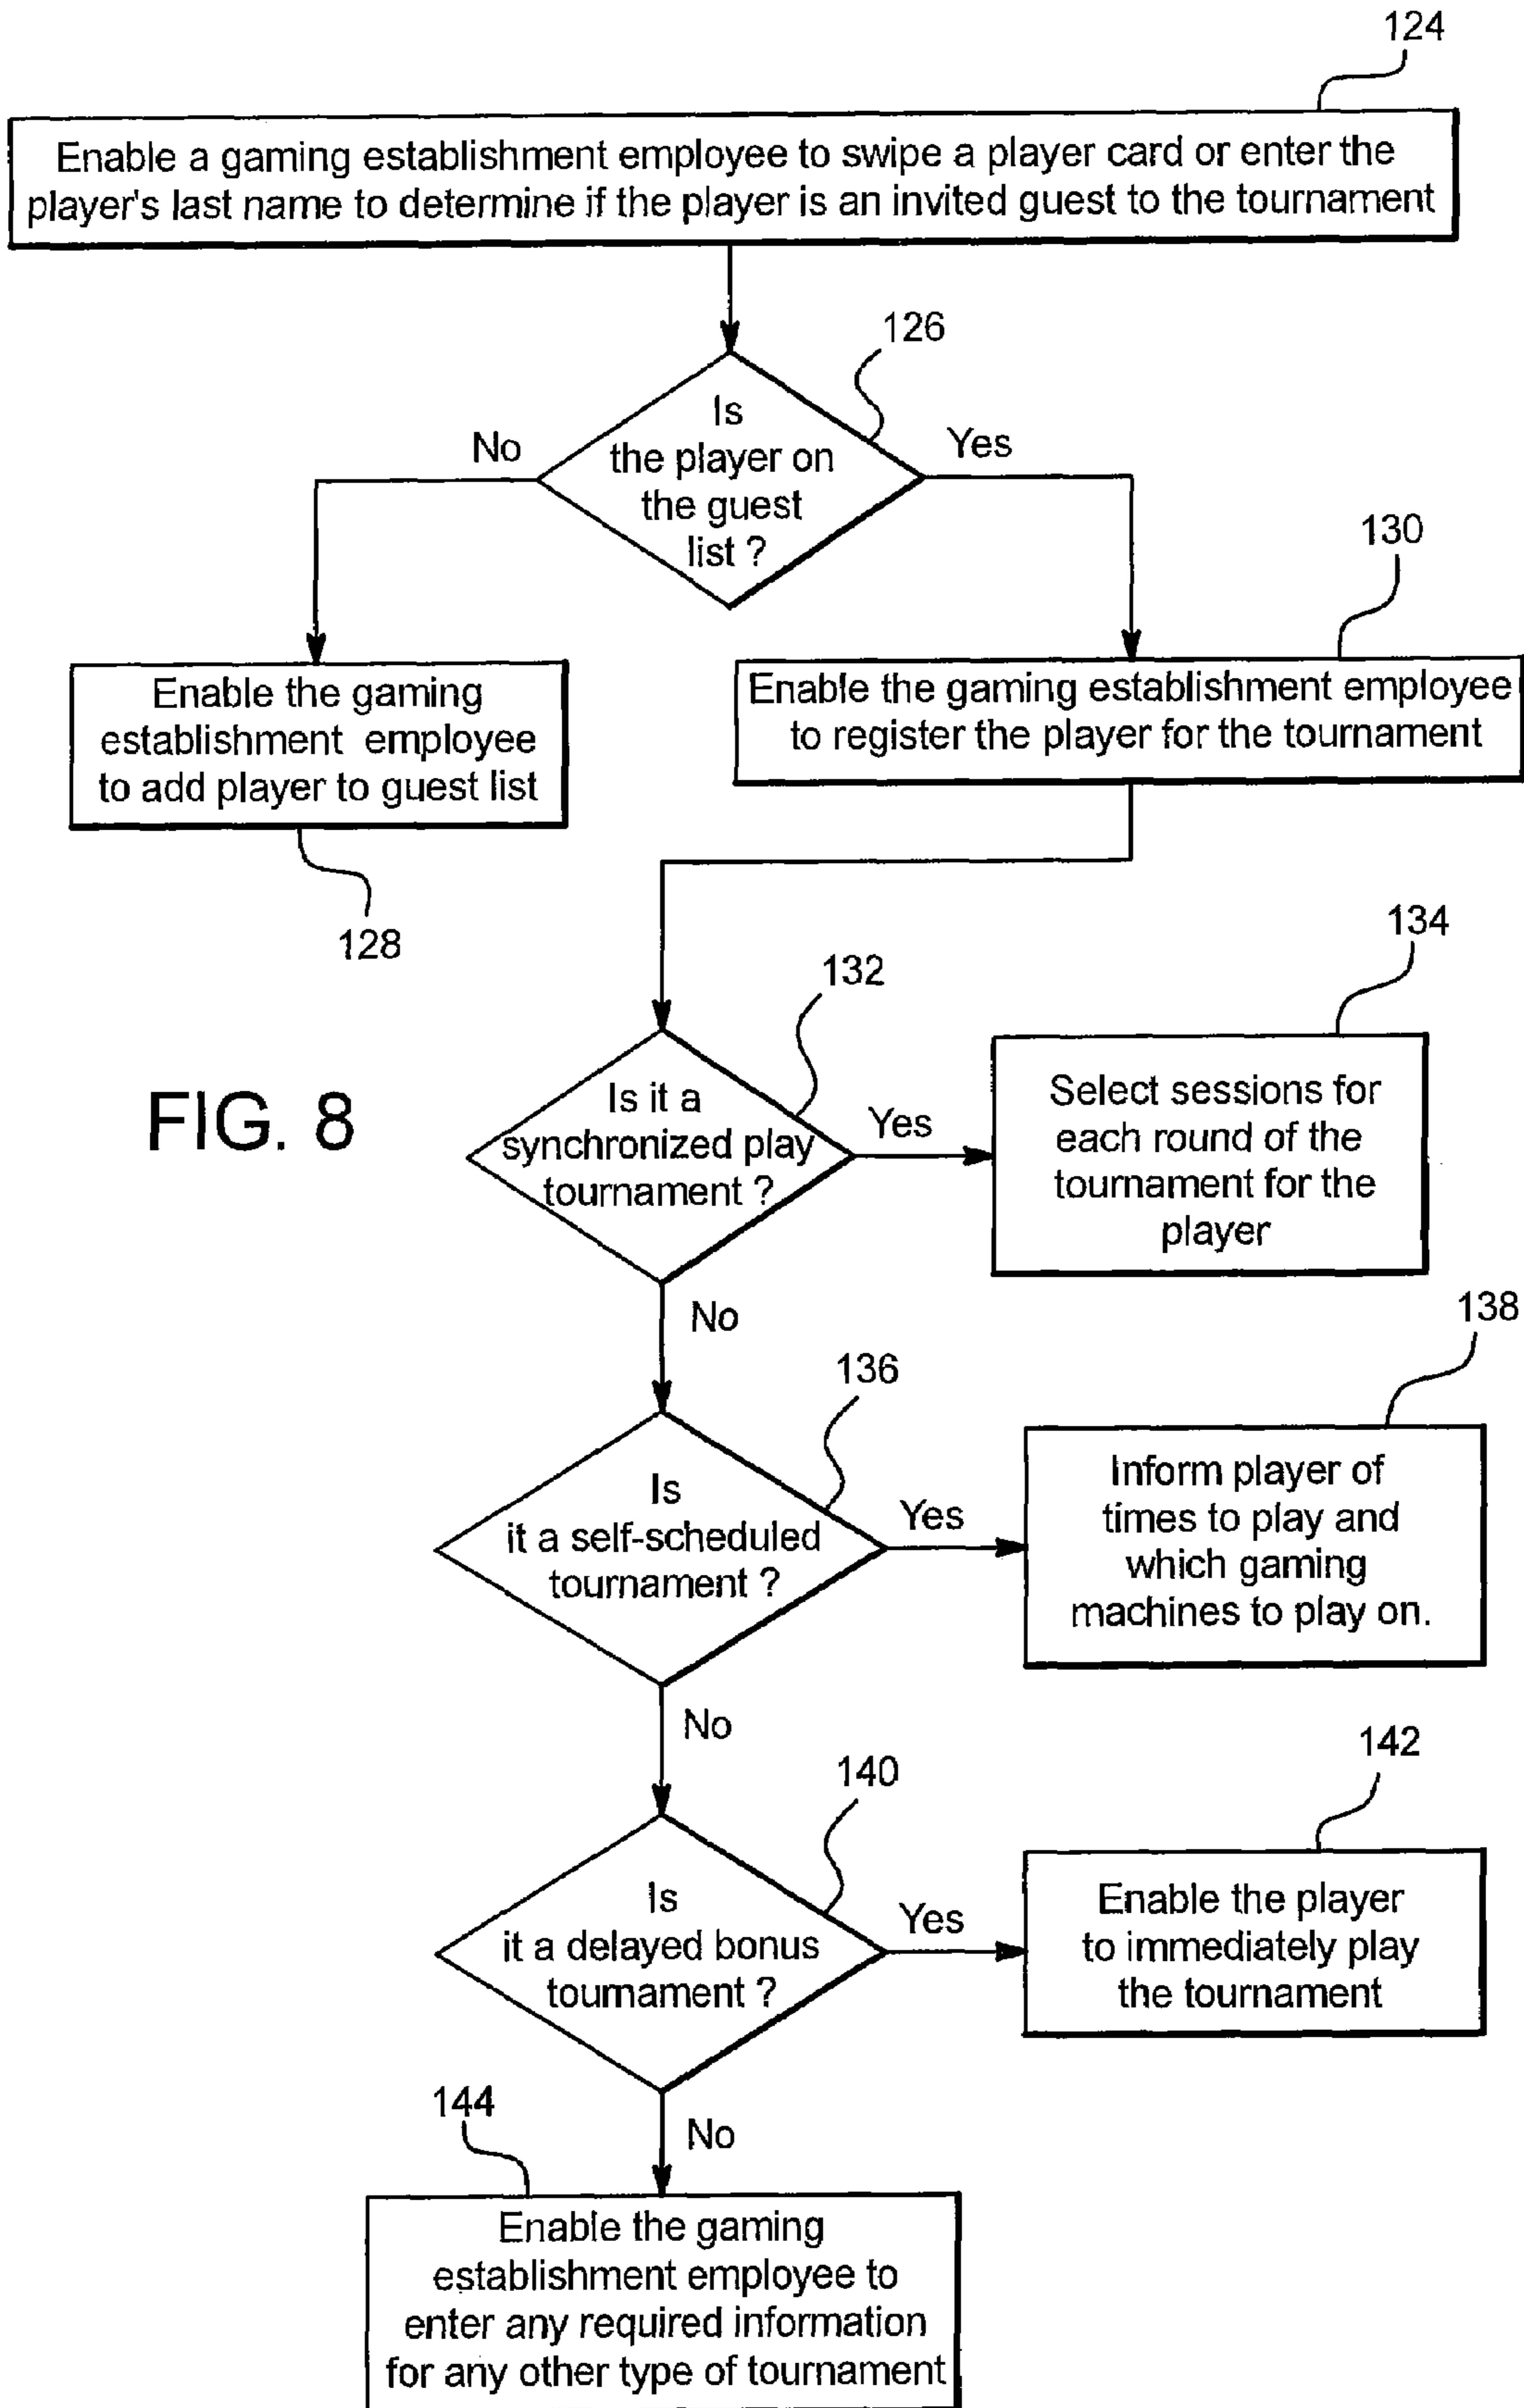 124
Enable a gaming establishment employee to swipe a player card or enter the
player's last name to determine if the player is an invited guest to the tournament
126
Is
the player on
the guest
list ?
No
Yes
130
Enable the gaming
establishment employee
to add player to guest list
128
Enable the gaming establishment employee
to register the player for the tournament
132
134
FIG. 8
Is it a
synchronized play
tournament ?
Yes
Select sessions for
each round of the
tournament for the
player
No
136
138
Is
it a self-scheduled
tournament ?
Yes
Inform player of
times to play and
which gaming
machines to play on.
No
140
142
Is
it a delayed bonus
tournament ?
Yes
Enable the player
to immediately play
the tournament
No
144
Enable the gaming
establishment employee to
enter any required information
for any other type of tournament